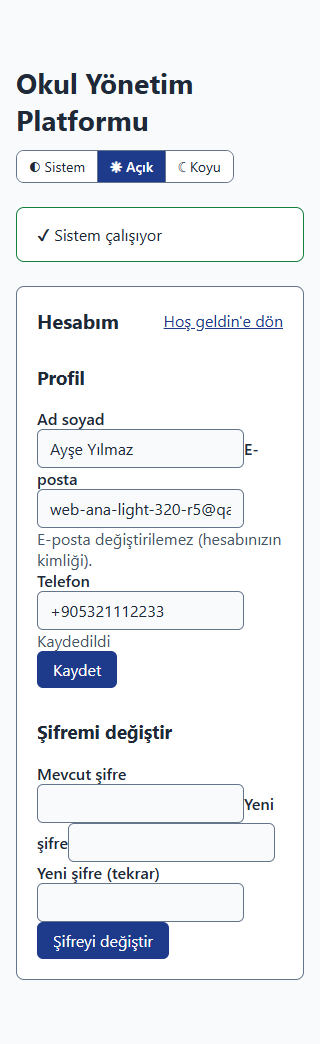 Okul Yönetim
Platformu
Sistem
Açık
Koyu
✓ Sistem çalışıyor
Hesabım
Hoş geldin'e dön
Profil
Ad soyad
Ayşe Yılmaz
E-
posta
web-ana-light-320-r5@qa
E-posta değiştirilemez (hesabınızın
kimliği).
Telefon
+905321112233
Kaydedildi
Kaydet
Şifremi değiştir
Mevcut şifre
Yeni
şifre
Yeni şifre (tekrar)
Şifreyi değiştir